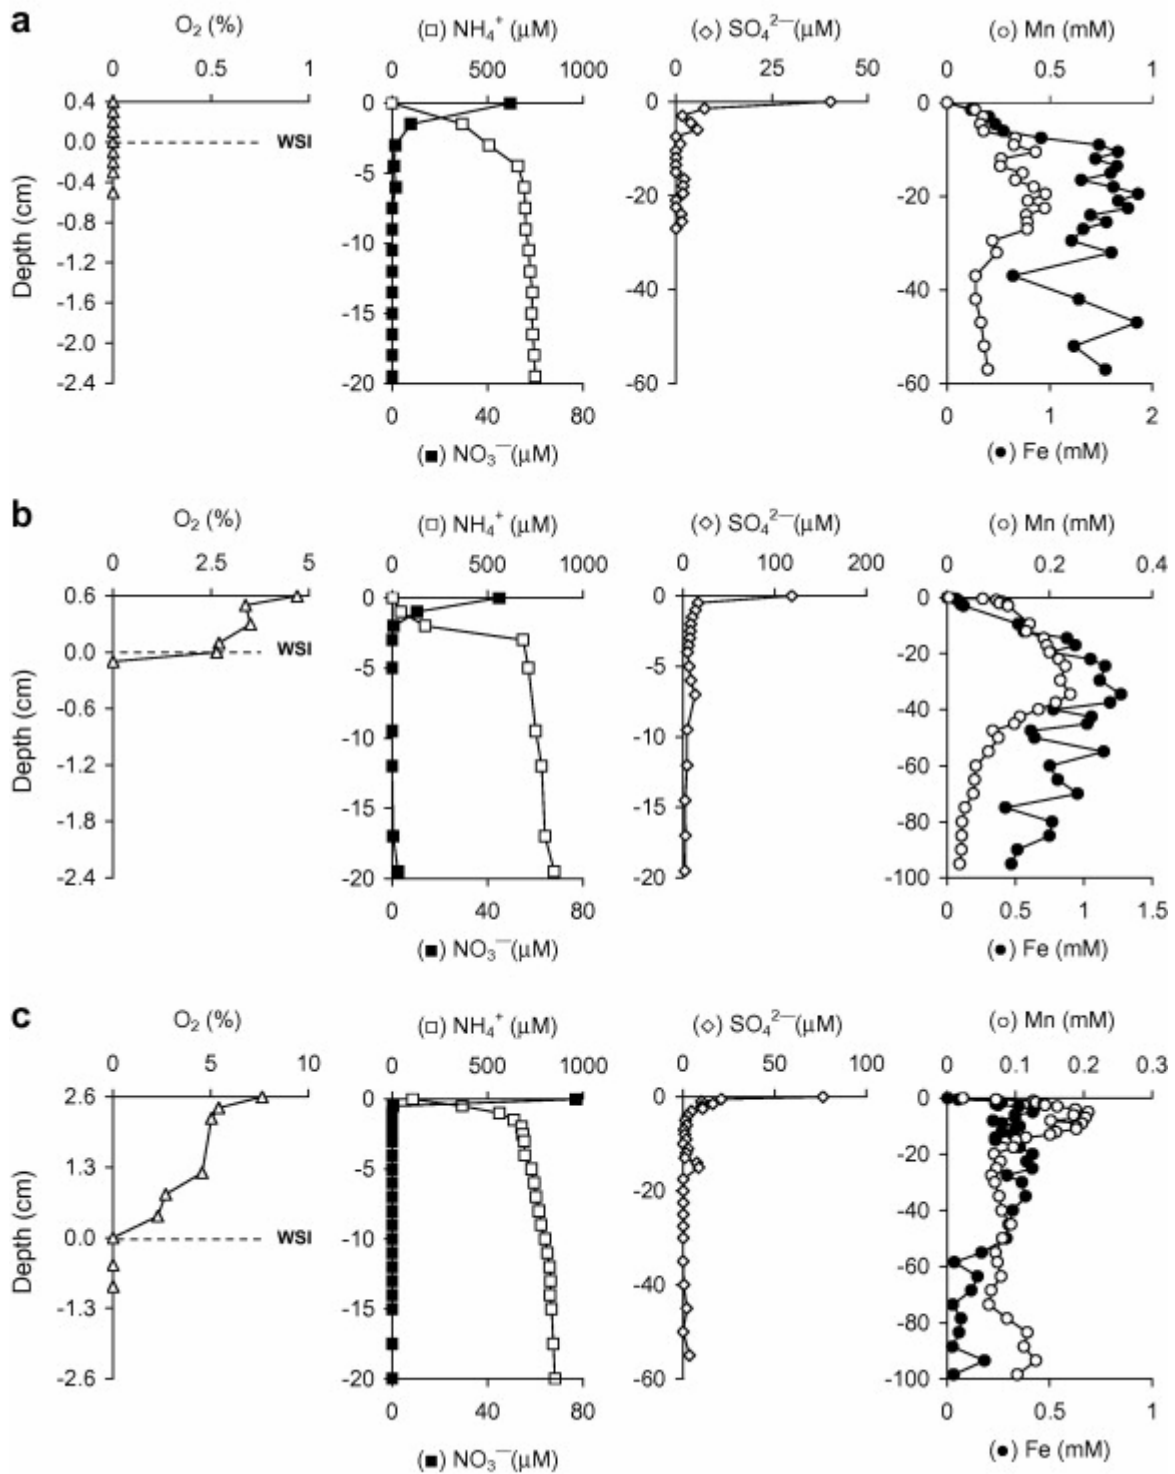 a
O2 (%)
(□) NH4+ (μM)
(◇) SO42— (μM)
(○) Mn (mM)
0 0.5 1
0 500 1000
0 25 50
0 0.5 1
Depth (cm)
0.4
0.0
-0.4
-0.8
-1.2
-1.6
-2.0
-2.4
WSI
0
-5
-10
-15
-20
0
-20
-40
-60
0
-20
-40
-60
0 40 80
0 1 2
(■) NO3— (μM)
(●) Fe (mM)
b
O2 (%)
(□) NH4+ (μM)
(◇) SO42— (μM)
(○) Mn (mM)
0 2.5 5
0 500 1000
0 100 200
0 0.2 0.4
Depth (cm)
0.6
0.0
-0.6
-1.2
-1.8
-2.4
WSI
0
-5
-10
-15
-20
0
-5
-10
-15
-20
0
-20
-40
-60
-80
-100
0 40 80
0 0.5 1 1.5
(■) NO3— (μM)
(●) Fe (mM)
c
O2 (%)
(□) NH4+ (μM)
(◇) SO42— (μM)
(○) Mn (mM)
0 5 10
0 500 1000
0 50 100
0 0.1 0.2 0.3
Depth (cm)
2.6
1.3
0.0
-1.3
-2.6
WSI
0
-5
-10
-15
-20
0
-20
-40
-60
0
-20
-40
-60
-80
-100
0 40 80
0 0.5 1
(■) NO3— (μM)
(●) Fe (mM)